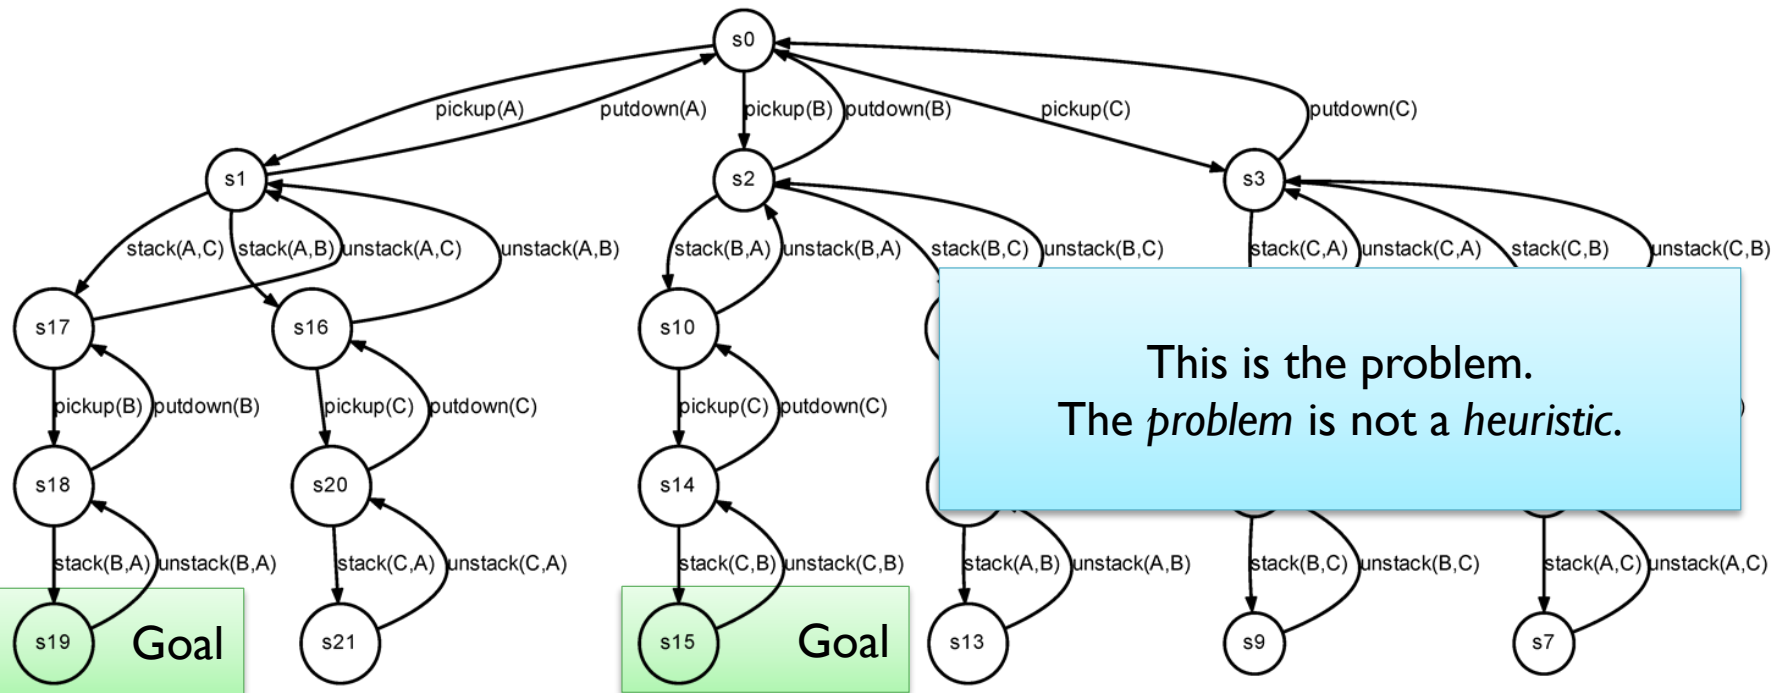 s0
pickup(A) putdown(A) pickup(B) putdown(B) pickup(C) putdown(C)
s1 s2 s3
stack(A,C) stack(A,B) unstack(A,C) unstack(A,B) stack(B,A) unstack(B,A) stack(B,C) unstack(B,C) stack(C,A) unstack(C,A) stack(C,B) unstack(C,B)
s17 s16 s10
This is the problem.
The problem is not a heuristic.
pickup(B) putdown(B) pickup(C) putdown(C) pickup(C) putdown(C)
s18 s20 s14
stack(B,A) unstack(B,A) stack(C,A) unstack(C,A) stack(C,B) unstack(C,B) stack(A,B) unstack(A,B) stack(B,C) unstack(B,C) stack(A,C) unstack(A,C)
s19 Goal s21 s15 Goal s13 s9 s7